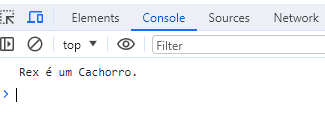 Elements Console Sources Network
top Filter
Rex é um Cachorro.